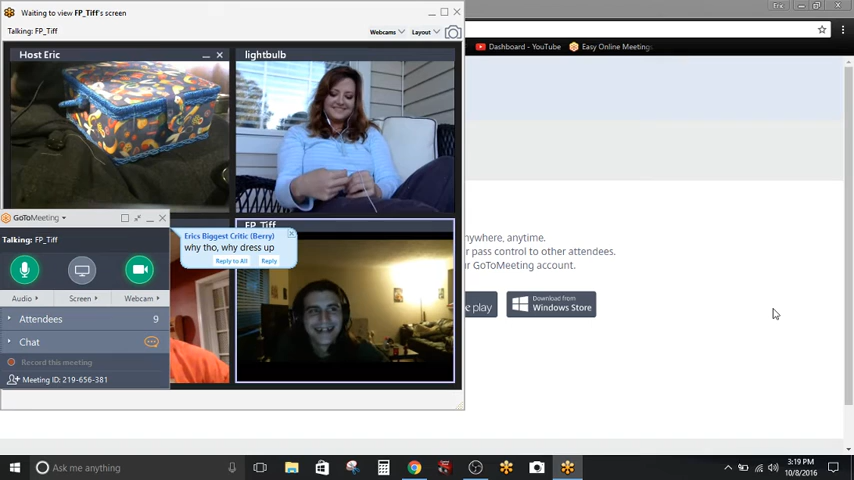 Waiting to view FP_Tiff's screen
Talking: FP_Tiff
Webcams
Layout
Host Eric
lightbulb
Eric
Dashboard - YouTube
Easy Online Meeting
GoToMeeting
Talking: FP_Tiff
Audio
Screen
Webcam
Attendees
9
Chat
Record this meeting
Meeting ID: 219-656-381
Erics Biggest Critic (Berry)
why tho, why dress up
Reply to All
Reply
FP_Tiff
nywhere, anytime.
r pass control to other attendees.
r GoToMeeting account.
e play
Download from
Windows Store
Ask me anything
3:19 PM
10/8/2016